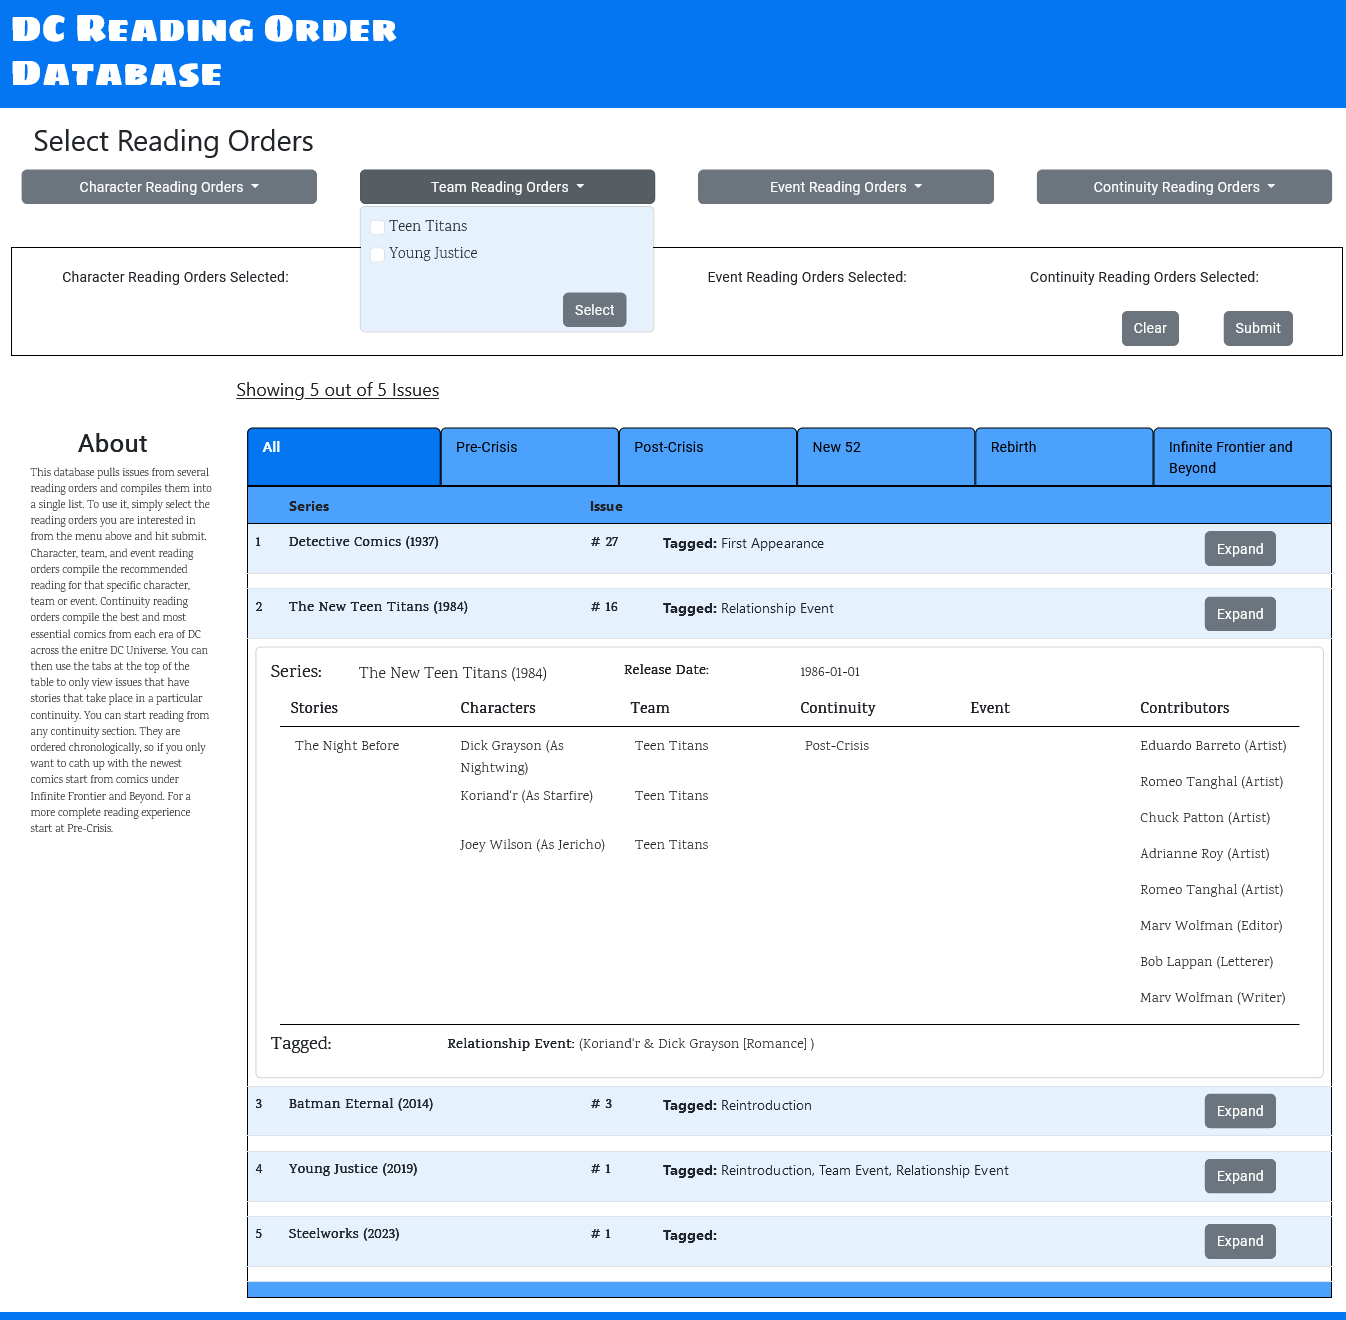 DC Reading Order
Database
Select Reading Orders
Character Reading Orders
Team Reading Orders
Event Reading Orders
Continuity Reading Orders
Teen Titans
Young Justice
Select
Character Reading Orders Selected:
Event Reading Orders Selected:
Continuity Reading Orders Selected:
Clear
Submit
Showing 5 out of 5 Issues
About
This database pulls issues from several
reading orders and compiles them into
a single list. To use it, simply select the
reading orders you are interested in
from the menu above and hit submit.
Character, team, and event reading
orders compile the recommended
reading for that specific character,
team or event. Continuity reading
orders compile the best and most
essential comics from each era of DC
across the enitre DC Universe. You can
then use the tabs at the top of the
table to only view issues that have
stories that take place in a particular
continuity. You can start reading from
any continuity section. They are
ordered chronologically, so if you only
want to cath up with the newest
comics start from comics under
Infinite Frontier and Beyond. For a
more complete reading experience
start at Pre-Crisis.
All
Pre-Crisis
Post-Crisis
New 52
Rebirth
Infinite Frontier and
Beyond
Series Issue
1 Detective Comics (1937) # 27 Tagged: First Appearance Expand
2 The New Teen Titans (1984) # 16 Tagged: Relationship Event Expand
Series: The New Teen Titans (1984) Release Date: 1986-01-01
Stories Characters Team Continuity Event Contributors
The Night Before Dick Grayson (As Teen Titans Post-Crisis Eduardo Barreto (Artist)
Nightwing)
Romeo Tanghal (Artist)
Koriand'r (As Starfire) Teen Titans
Chuck Patton (Artist)
Joey Wilson (As Jericho) Teen Titans
Adrianne Roy (Artist)
Romeo Tanghal (Artist)
Marv Wolfman (Editor)
Bob Lappan (Letterer)
Marv Wolfman (Writer)
Tagged: Relationship Event: (Koriand'r & Dick Grayson [Romance] )
3 Batman Eternal (2014) # 3 Tagged: Reintroduction Expand
4 Young Justice (2019) # 1 Tagged: Reintroduction, Team Event, Relationship Event Expand
5 Steelworks (2023) # 1 Tagged: Expand